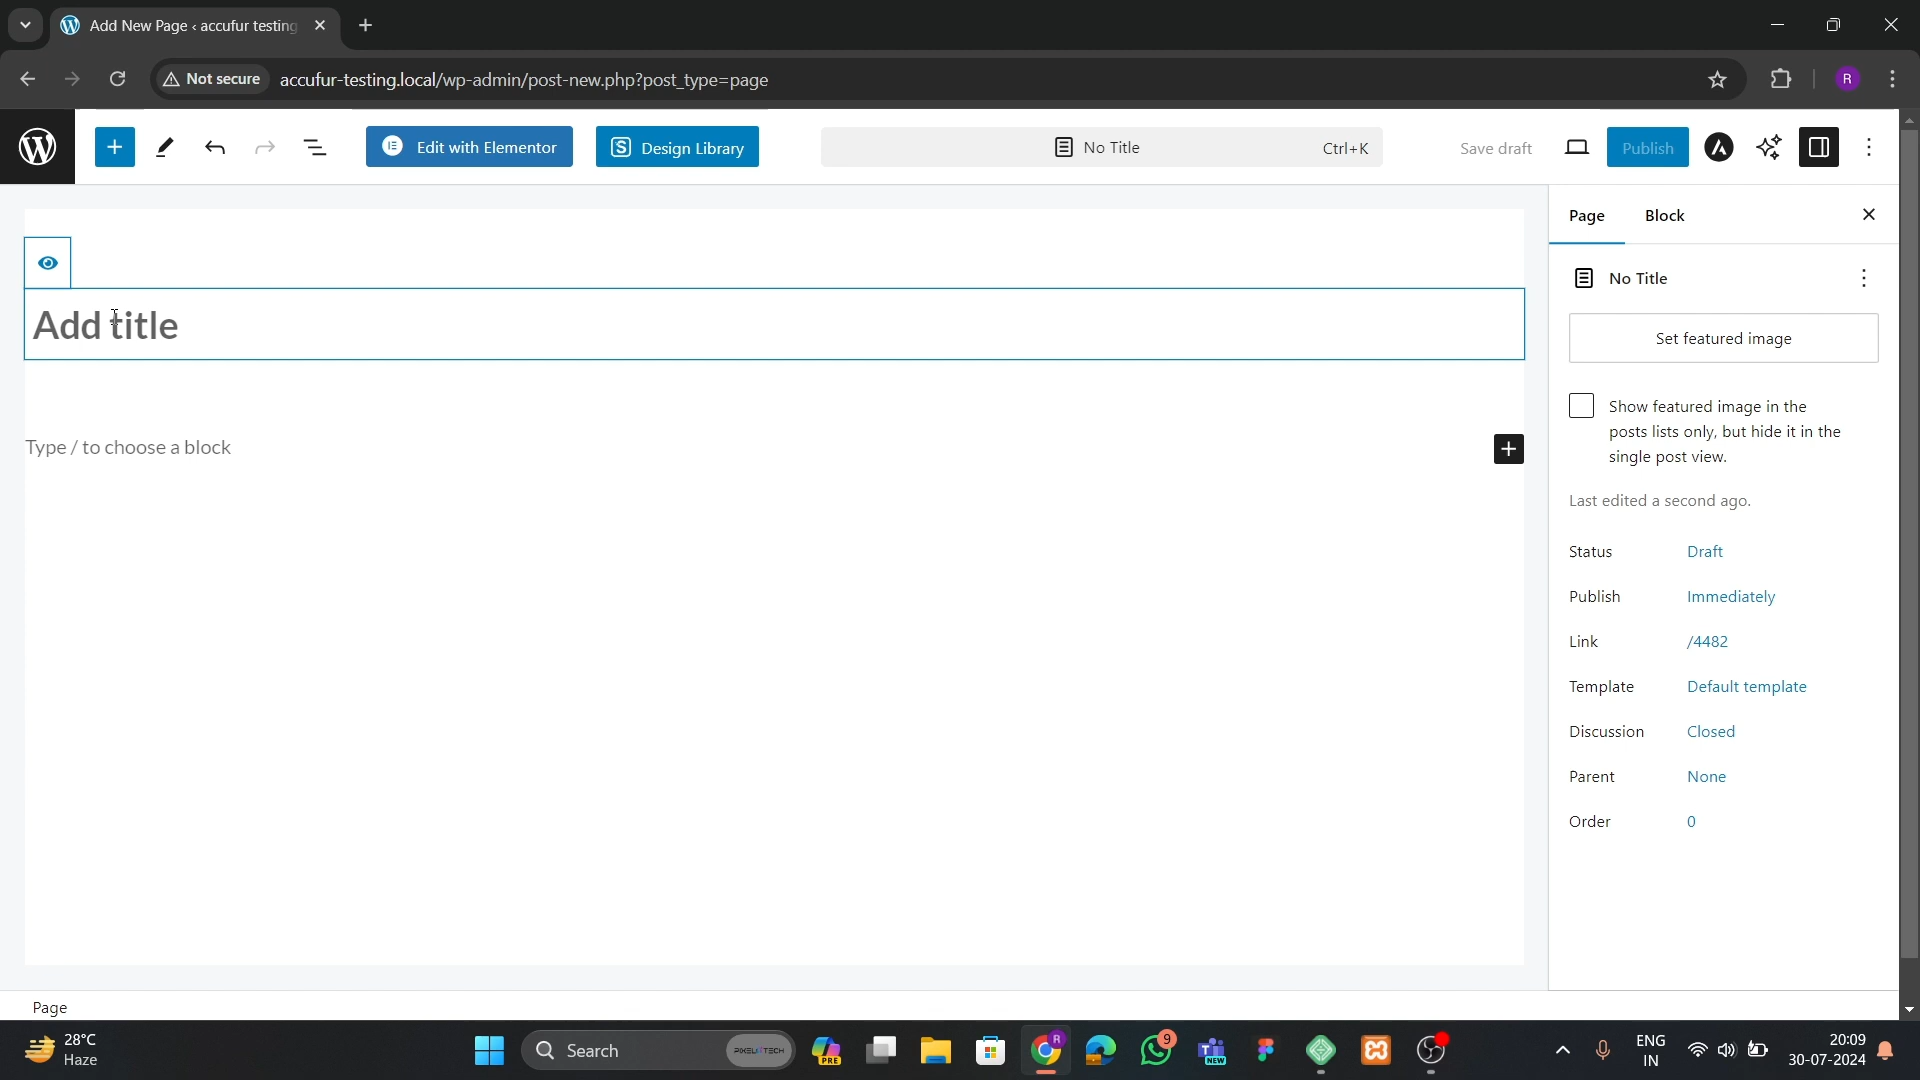 Add New Page ‹ accufur testing
Not secure
accufur-testing.local/wp-admin/post-new.php?post_type=page
R
Edit with Elementor
Design Library
No Title
Ctrl+K
Save draft
Publish
Page
Block
No Title
Add title
Set featured image
Type / to choose a block
Show featured image in the
posts lists only, but hide it in the
single post view.
Last edited a second ago.
Status
Draft
Publish
Immediately
Link
/4482
Template
Default template
Discussion
Closed
Parent
None
Order
0
Page
28°C
Haze
Search
PRE
R
9
NEW
ENG
IN
20:09
30-07-2024